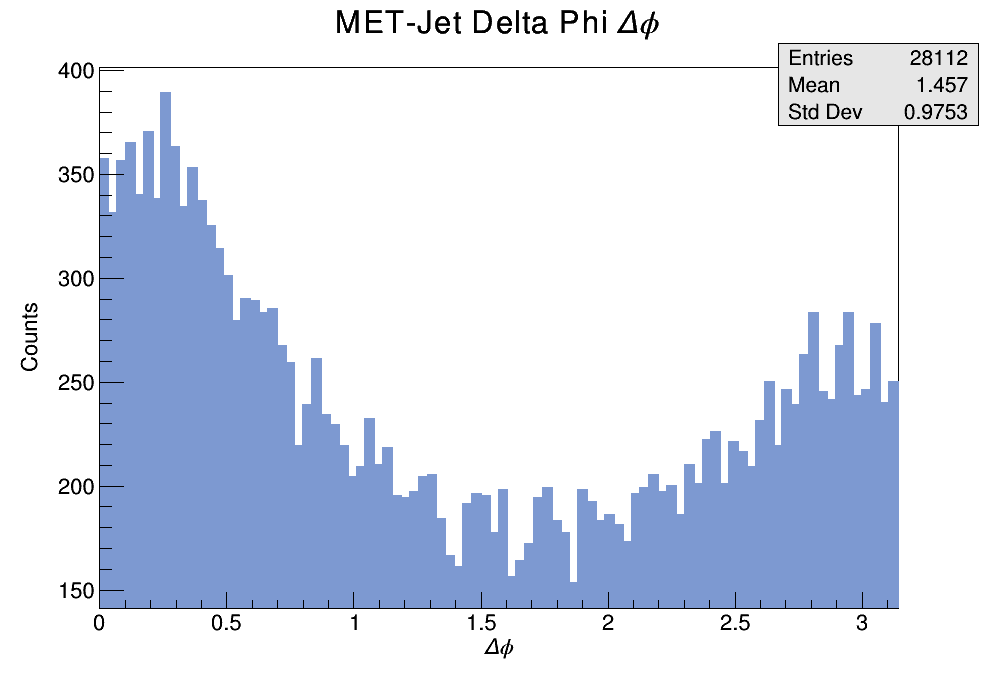 MET-Jet Delta Phi Δϕ
Entries 28112
Mean 1.457
Std Dev 0.9753
400
350
300
250
200
150
Counts
0 0.5 1 1.5 2 2.5 3
Δϕ